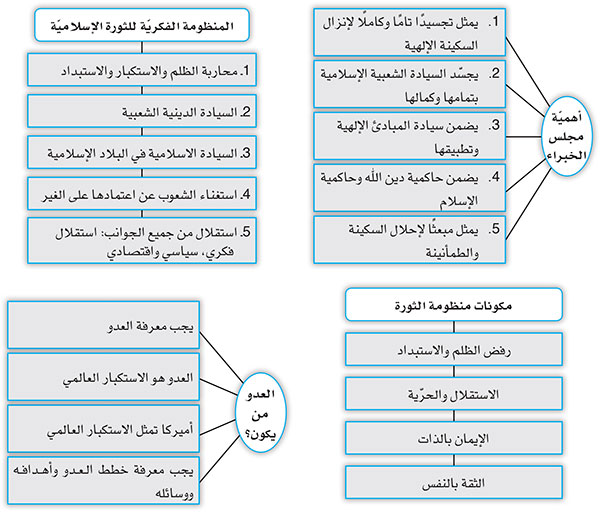 أهميّة
مجلس
الخبراء
1. يمثل تجسيدًا تامًا وكاملًا لإنزال
السكينة الإلهية
2. يجسّد السيادة الشعبية الإسلامية
بتمامها وكمالها
3. يضمن سيادة المبادئ الإلهية
وتطبيقها
4. يضمن حاكمية دين الله وحاكمية
الإسلام
5. يمثل مبعثًا لإحلال السكينة
والطمأنينة
المنظومة الفكريّة للثورة الإسلاميّة
1. محاربة الظلم والاستكبار والاستبداد
2. السيادة الدينية الشعبية
3. السيادة الاسلامية في البلاد الإسلامية
4. استغناء الشعوب عن اعتمادها على الغير
5. استقلال من جميع الجوانب: استقلال
فكري، سياسي واقتصادي
مكونات منظومة الثورة
رفض الظلم والاستبداد
الاستقلال والحرّية
الإيمان بالذات
الثقة بالنفس
العدو
من
يكون؟
يجب معرفة العدو
العدو هو الاستكبار العالمي
أميركا تمثل الاستكبار العالمي
يجب معرفة خطط العدو وأهدافه
ووسائله